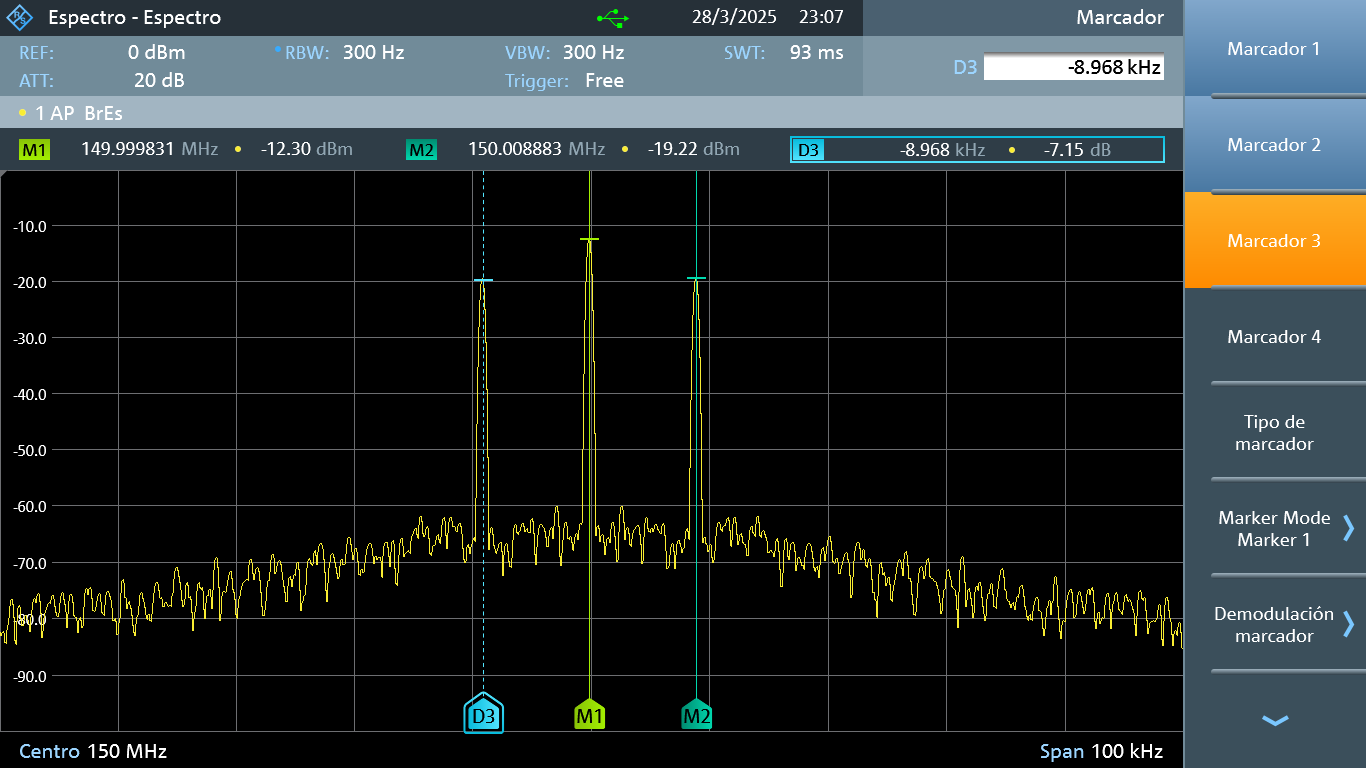 Espectro - Espectro 28/3/2025 23:07 Marcador
REF: 0 dBm RBW: 300 Hz VBW: 300 Hz SWT: 93 ms
ATT: 20 dB Trigger: Free
D3 -8.968 kHz
1 AP BrEs
M1 149.999831 MHz • -12.30 dBm M2 150.008883 MHz • -19.22 dBm D3 -8.968 kHz • -7.15 dB
-10.0
-20.0
-30.0
-40.0
-50.0
-60.0
-70.0
-80.0
-90.0
D3 M1 M2
Centro 150 MHz Span 100 kHz
Marcador 1
Marcador 2
Marcador 3
Marcador 4
Tipo de
marcador
Marker Mode
Marker 1
Demodulación
marcador